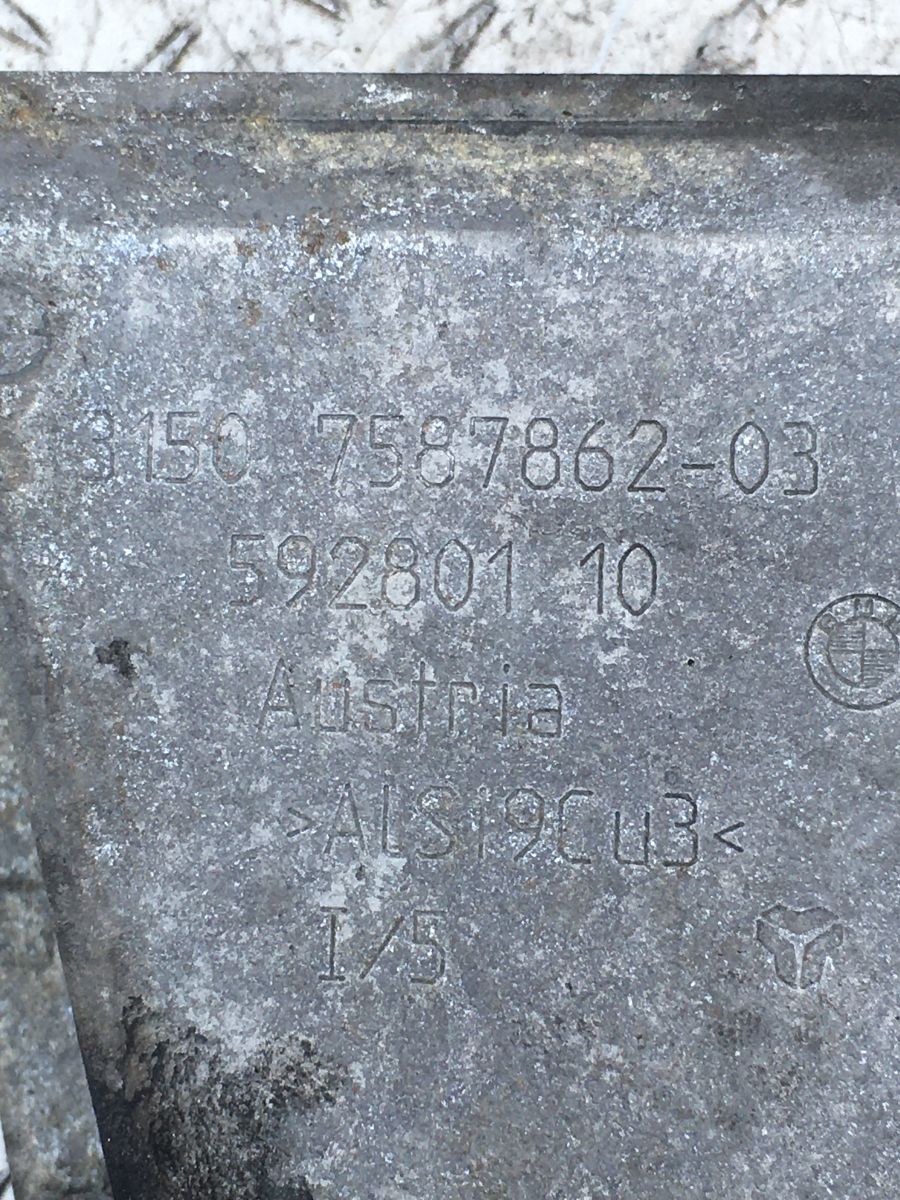 3150 7587862-03
592801 10
Austria
>ALSi9Cu3<
I/5